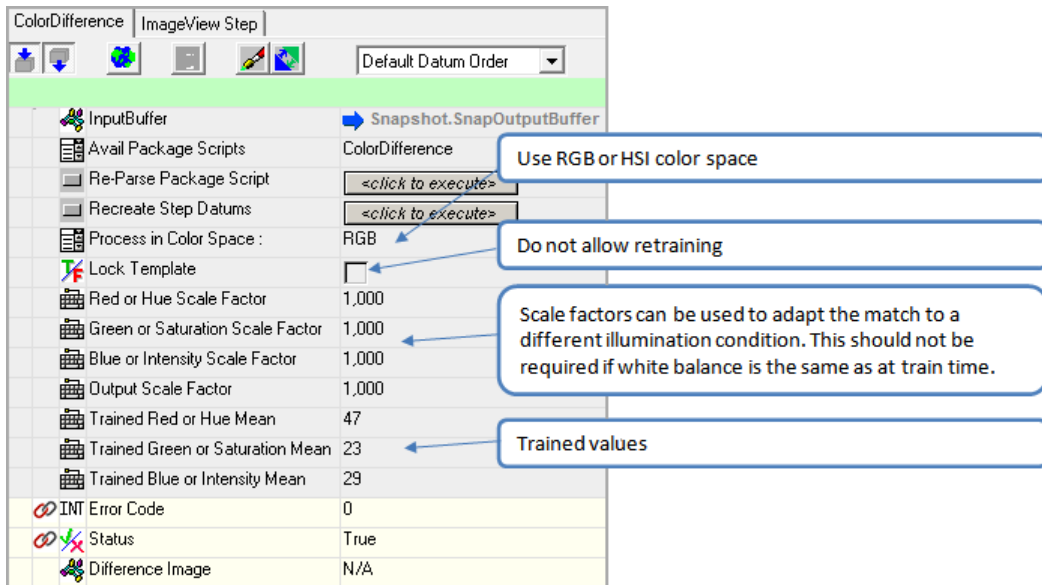 ColorDifference ImageView Step
Default Datum Order
InputBuffer Snapshot.SnapOutputBuffer
Avail Package Scripts ColorDifference
Re-Parse Package Script <click to execute>
Recreate Step Datums <click to execute>
Process in Color Space : RGB
T/F Lock Template
Red or Hue Scale Factor 1,000
Green or Saturation Scale Factor 1,000
Blue or Intensity Scale Factor 1,000
Output Scale Factor 1,000
Trained Red or Hue Mean 47
Trained Green or Saturation Mean 23
Trained Blue or Intensity Mean 29
INT Error Code 0
Status True
Difference Image N/A
Use RGB or HSI color space
Do not allow retraining
Scale factors can be used to adapt the match to a
different illumination condition. This should not be
required if white balance is the same as at train time.
Trained values